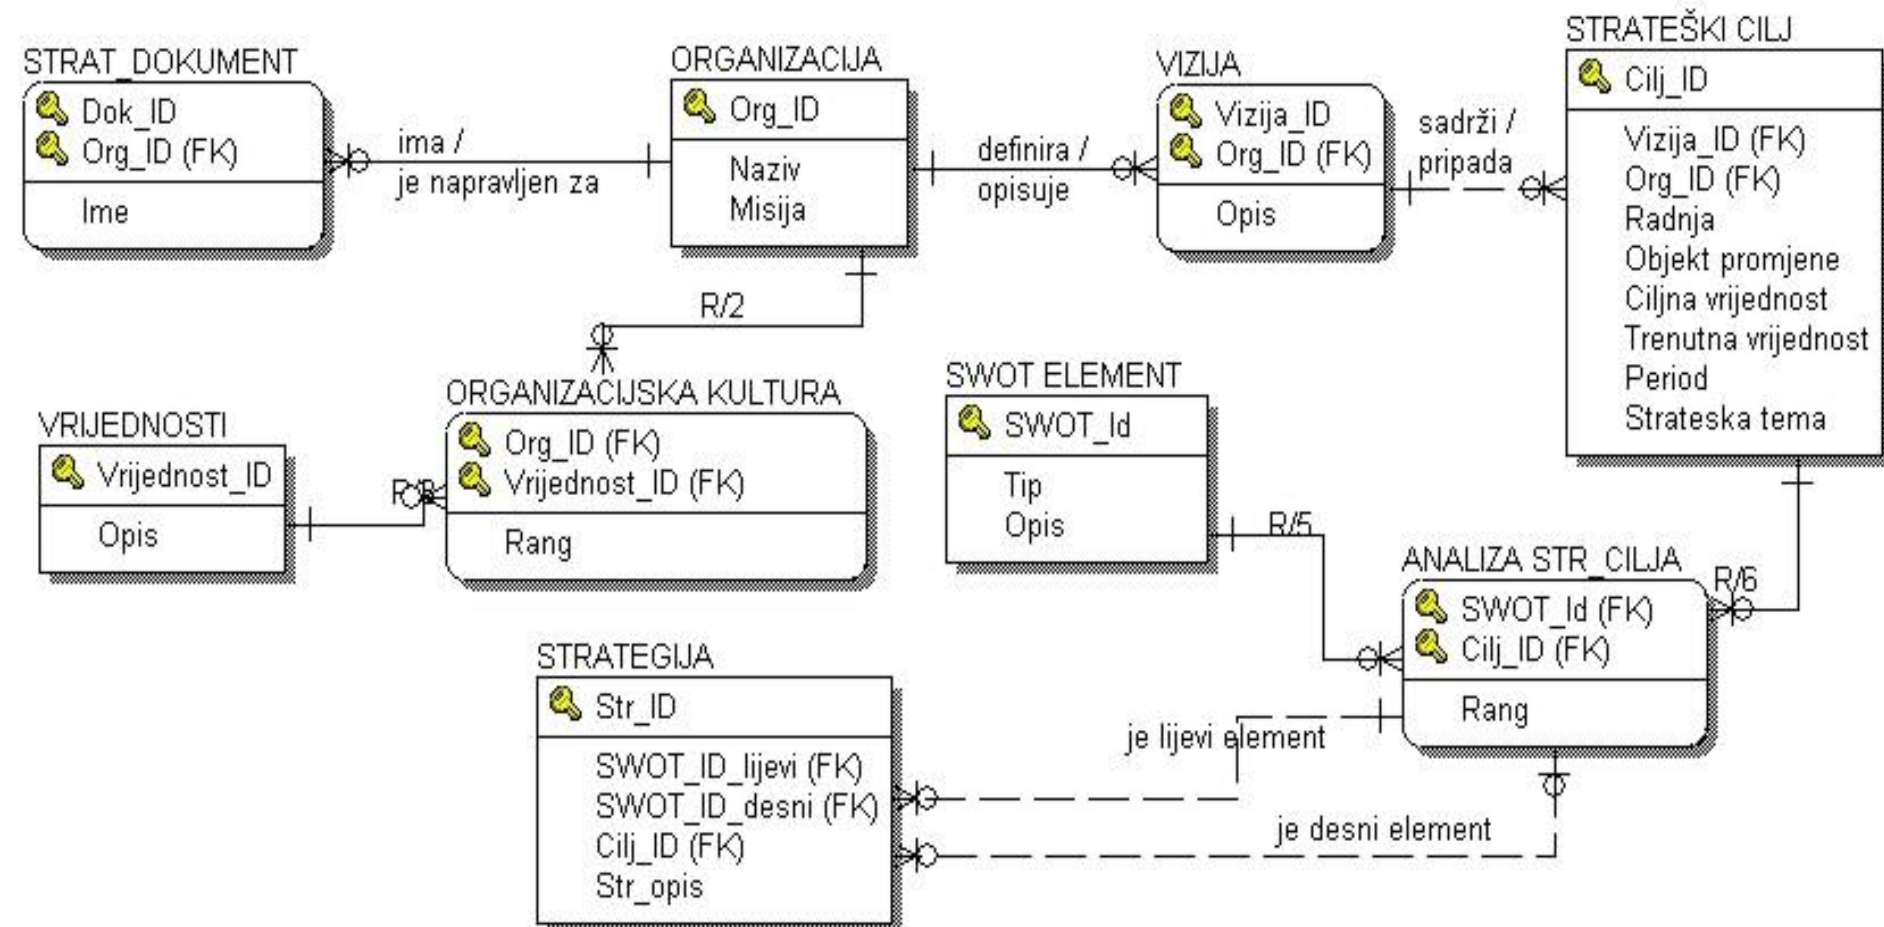 STRAT_DOKUMENT
Dok_ID
Org_ID (FK)
Ime
ima /
je napravljen za
ORGANIZACIJA
Org_ID
Naziv
Misija
definira /
opisuje
VIZIJA
Vizija_ID
Org_ID (FK)
Opis
sadrži /
pripada
STRATEŠKI CILJ
Cilj_ID
Vizija_ID (FK)
Org_ID (FK)
Radnja
Objekt promjene
Ciljna vrijednost
Trenutna vrijednost
Period
Strateska tema
R/2
VRIJEDNOSTI
Vrijednost_ID
Opis
ORGANIZACIJSKA KULTURA
Org_ID (FK)
Vrijednost_ID (FK)
Rang
SWOT ELEMENT
SWOT_Id
Tip
Opis
R/5
ANALIZA STR_CILJA
SWOT_Id (FK)
Cilj_ID (FK)
Rang
R/6
STRATEGIJA
Str_ID
SWOT_ID_lijevi (FK)
SWOT_ID_desni (FK)
Cilj_ID (FK)
Str_opis
je lijevi element
je desni element